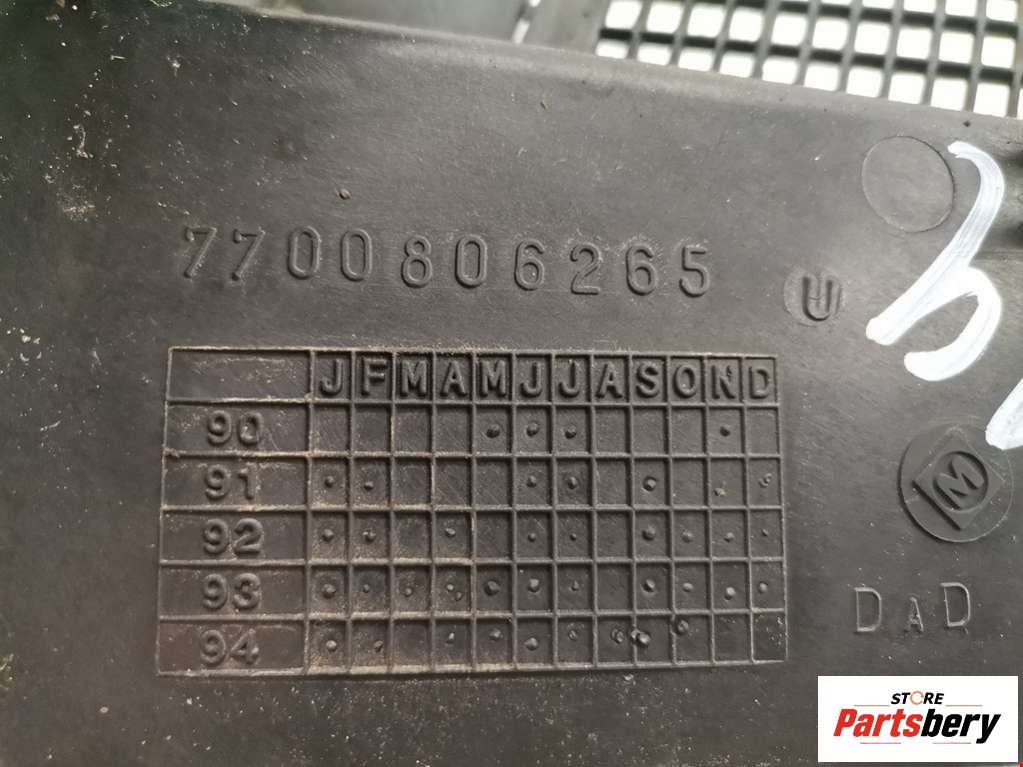 7700806265
J F M A M J J A S O N D
90
91
92
93
94
M
DAD
STORE
Partsbery